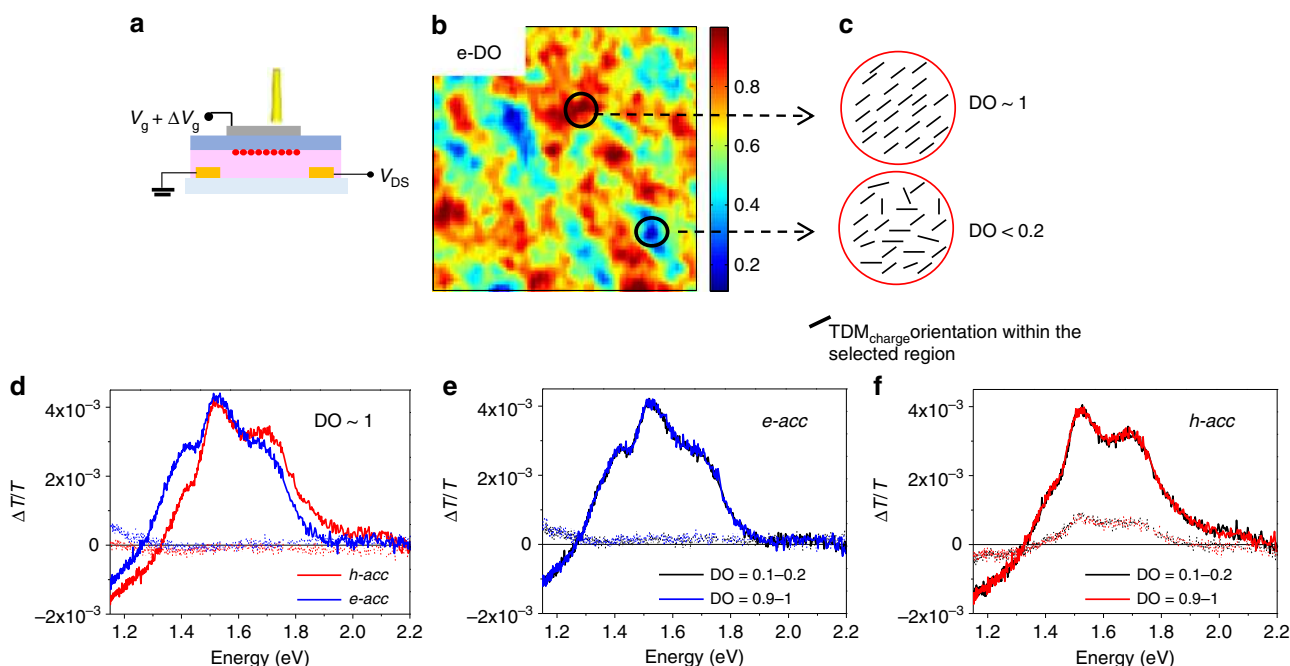 a
V_g + ΔV_g
V_DS
b
e-DO
0.8
0.6
0.4
0.2
c
DO ~ 1
DO < 0.2
TDM_charge orientation within the
selected region
d
DO ~ 1
4x10⁻³
2x10⁻³
0
−2x10⁻³
ΔT/T
h-acc
e-acc
1.2 1.4 1.6 1.8 2.0 2.2
Energy (eV)
e
e-acc
4x10⁻³
2x10⁻³
0
−2x10⁻³
ΔT/T
DO = 0.1–0.2
DO = 0.9–1
1.2 1.4 1.6 1.8 2.0 2.2
Energy (eV)
f
h-acc
4x10⁻³
2x10⁻³
0
−2x10⁻³
ΔT/T
DO = 0.1–0.2
DO = 0.9–1
1.2 1.4 1.6 1.8 2.0 2.2
Energy (eV)